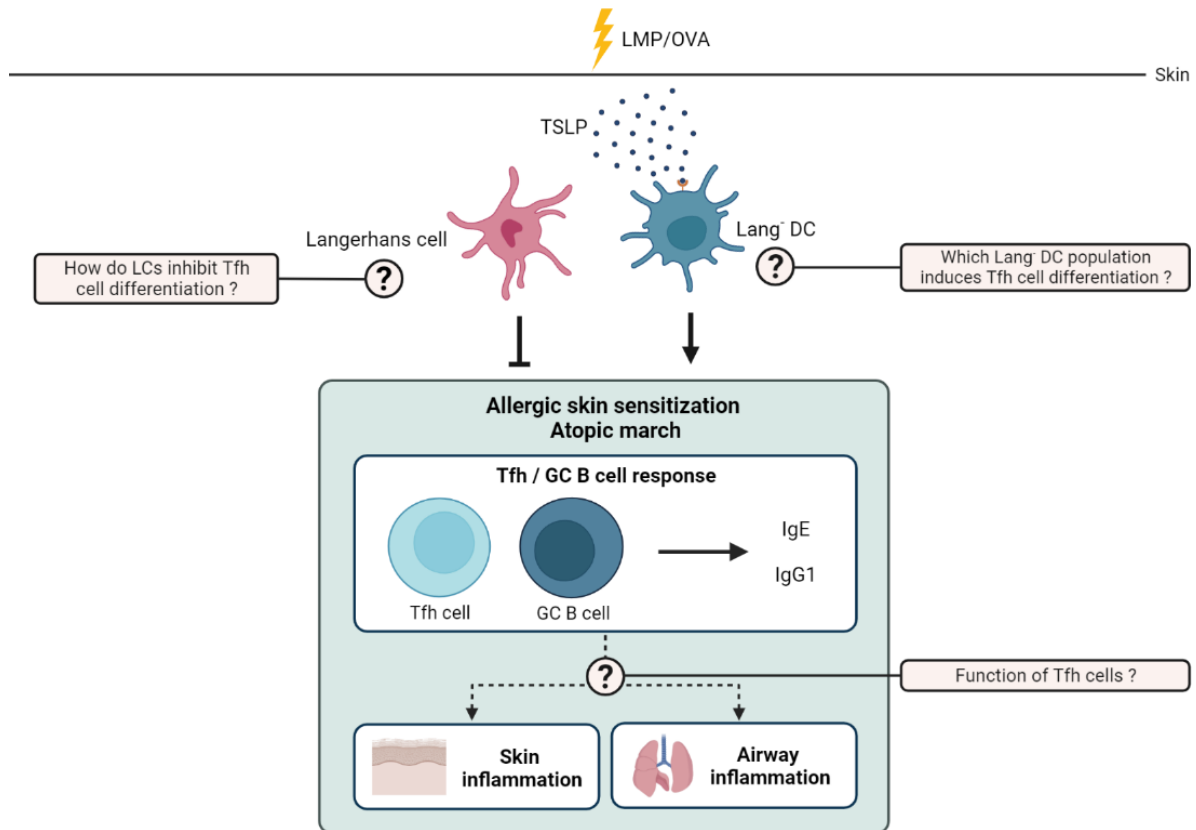 LMP/OVA
Skin
TSLP
Langerhans cell
Lang⁻ DC
How do LCs inhibit Tfh
cell differentiation ?
?
?
Which Lang⁻ DC population
induces Tfh cell differentiation ?
Allergic skin sensitization
Atopic march
Tfh / GC B cell response
IgE
IgG1
Tfh cell
GC B cell
?
Function of Tfh cells ?
Skin
inflammation
Airway
inflammation